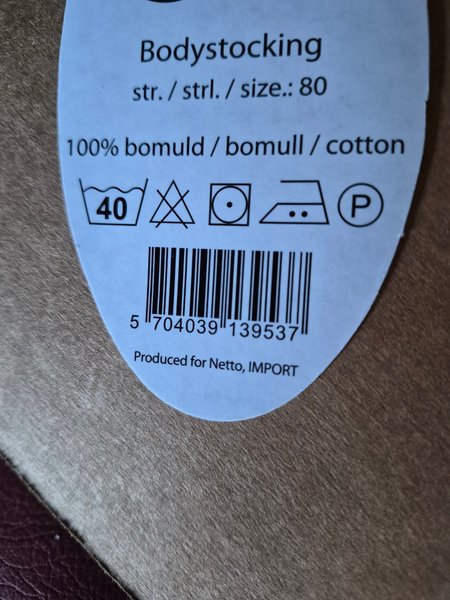 Bodystocking
str. / strl. / size.: 80
100% bomuld / bomull / cotton
40 P
5 704039 139537
Produced for Netto, IMPORT